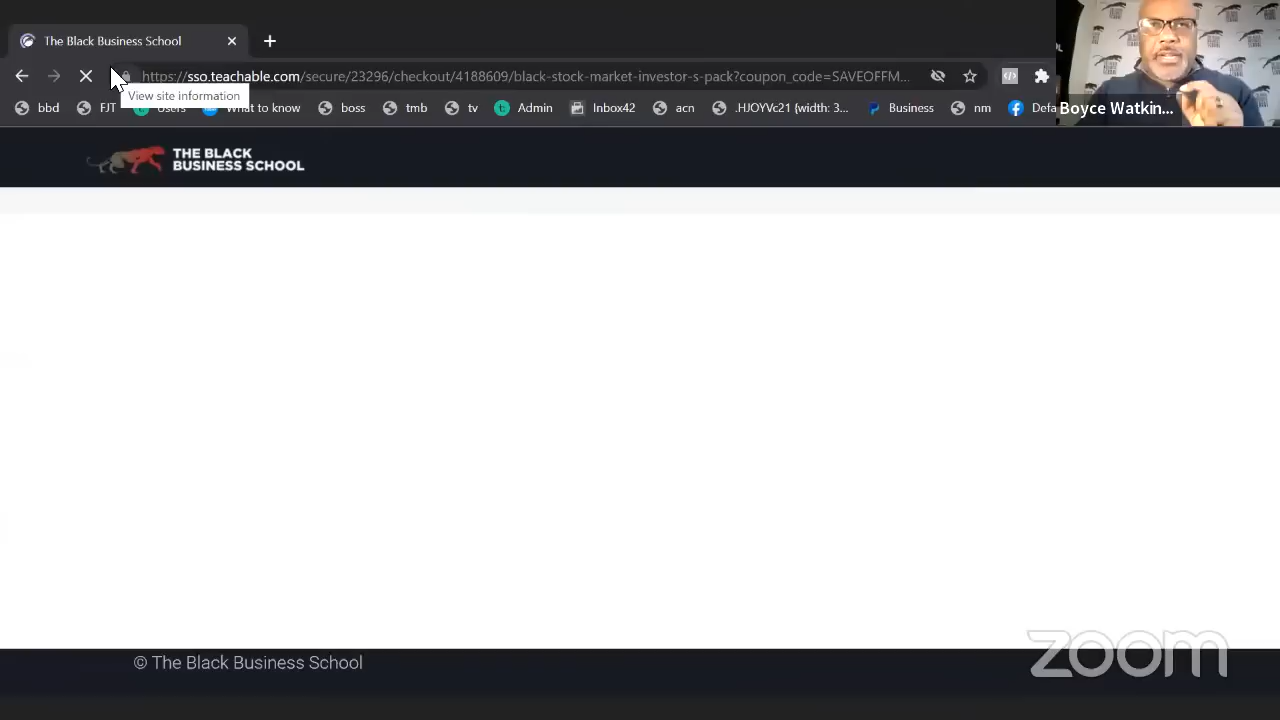 The Black Business School
https://sso.teachable.com/secure/23296/checkout/4188609/black-stock-market-investor-s-pack?coupon_code=SAVEOFFM...
View site information
bbd
FJT
Users
What to know
boss
tmb
tv
Admin
Inbox42
acn
.HJOYVc21 {width: 3...
Business
nm
Defa
Boyce Watkin...
THE BLACK
BUSINESS SCHOOL
© The Black Business School
zoom